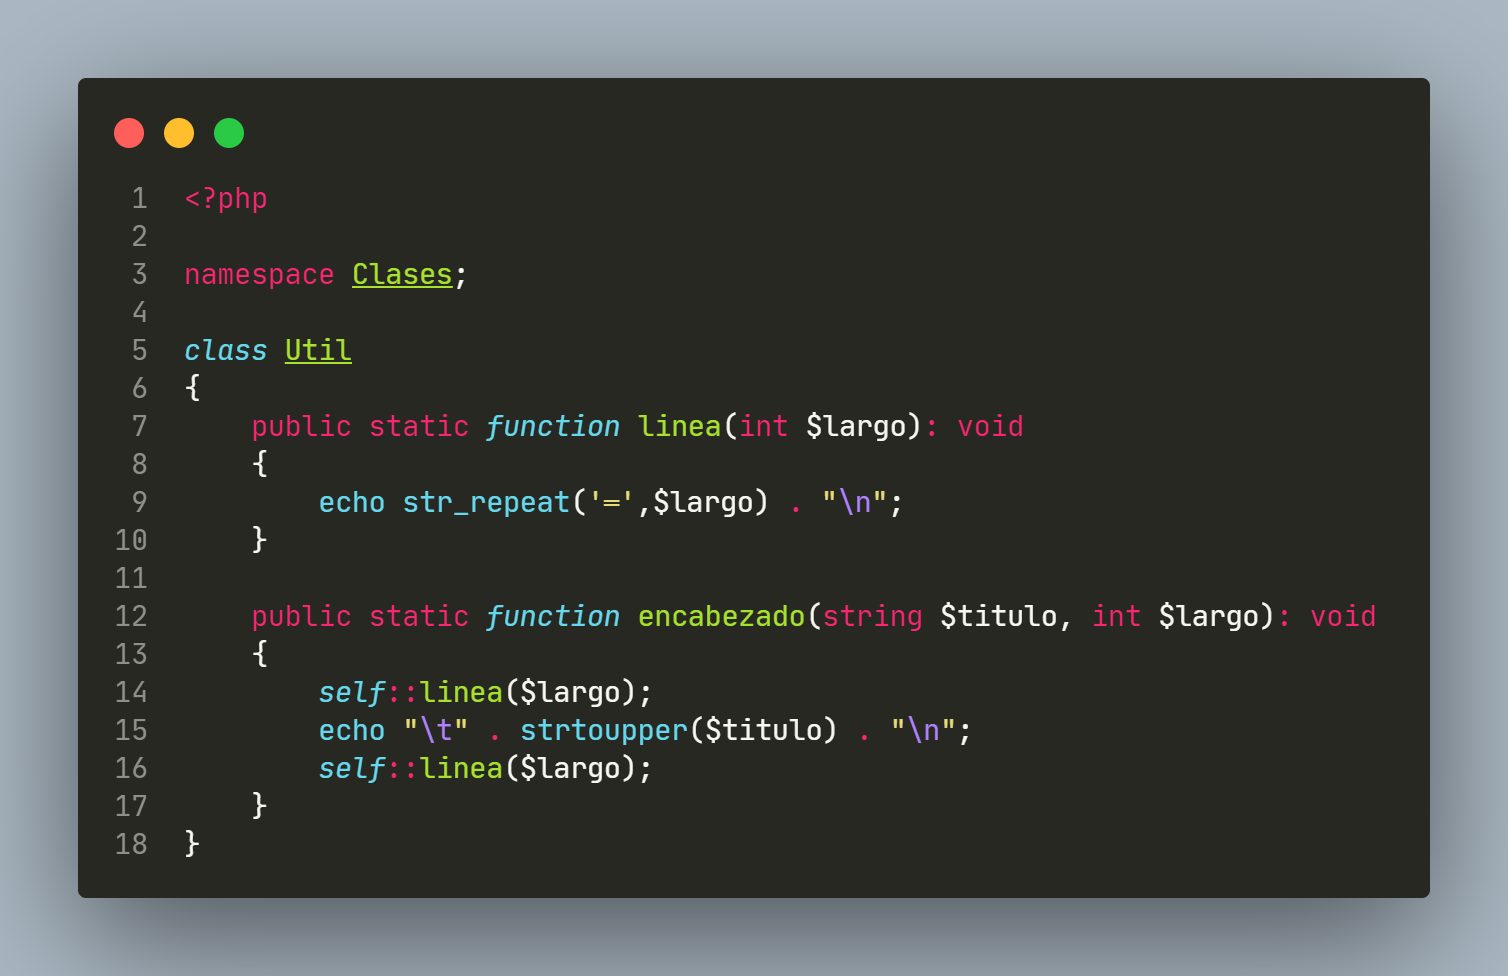 1 <?php
2
3 namespace Clases;
4
5 class Util
6 {
7     public static function linea(int $largo): void
8     {
9         echo str_repeat('=',$largo) . "\n";
10     }
11
12     public static function encabezado(string $titulo, int $largo): void
13     {
14         self::linea($largo);
15         echo "\t" . strtoupper($titulo) . "\n";
16         self::linea($largo);
17     }
18 }